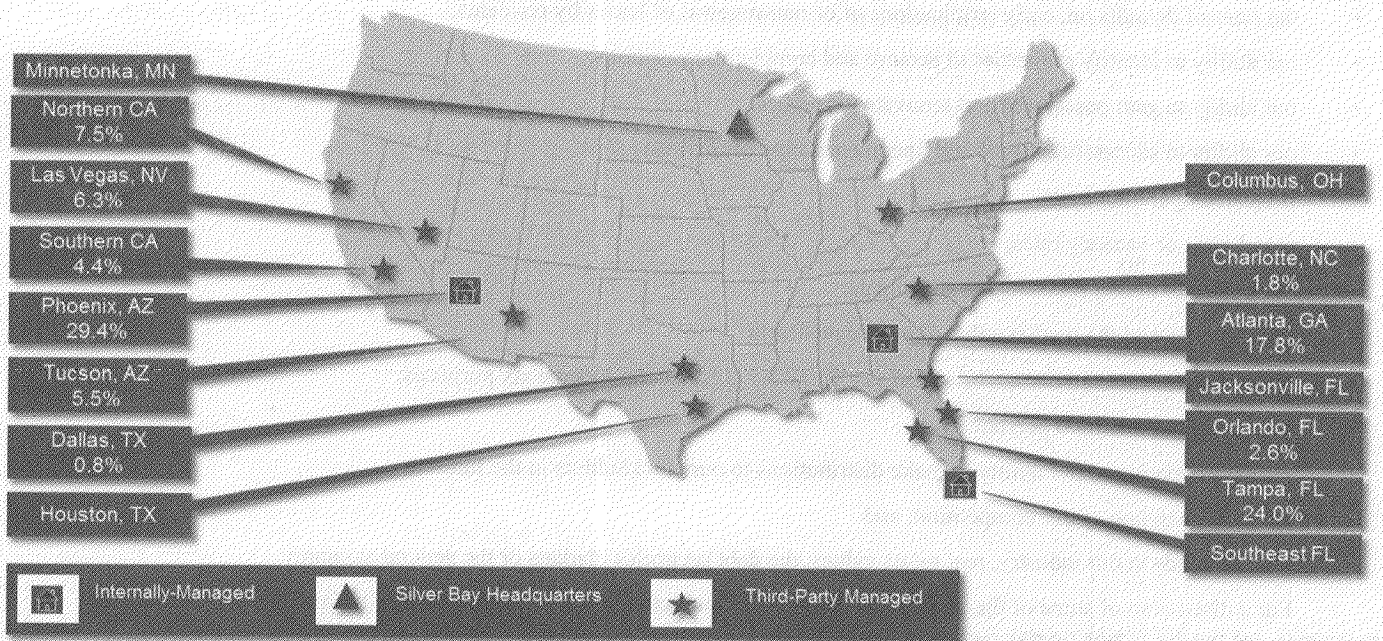 Minnetonka, MN
Northern CA
7.5%
Las Vegas, NV
6.3%
Southern CA
4.4%
Phoenix, AZ
29.4%
Tucson, AZ
5.5%
Dallas, TX
0.8%
Houston, TX
Columbus, OH
Charlotte, NC
1.8%
Atlanta, GA
17.8%
Jacksonville, FL
Orlando, FL
2.6%
Tampa, FL
24.0%
Southeast FL
Internally-Managed
Silver Bay Headquarters
Third-Party Managed